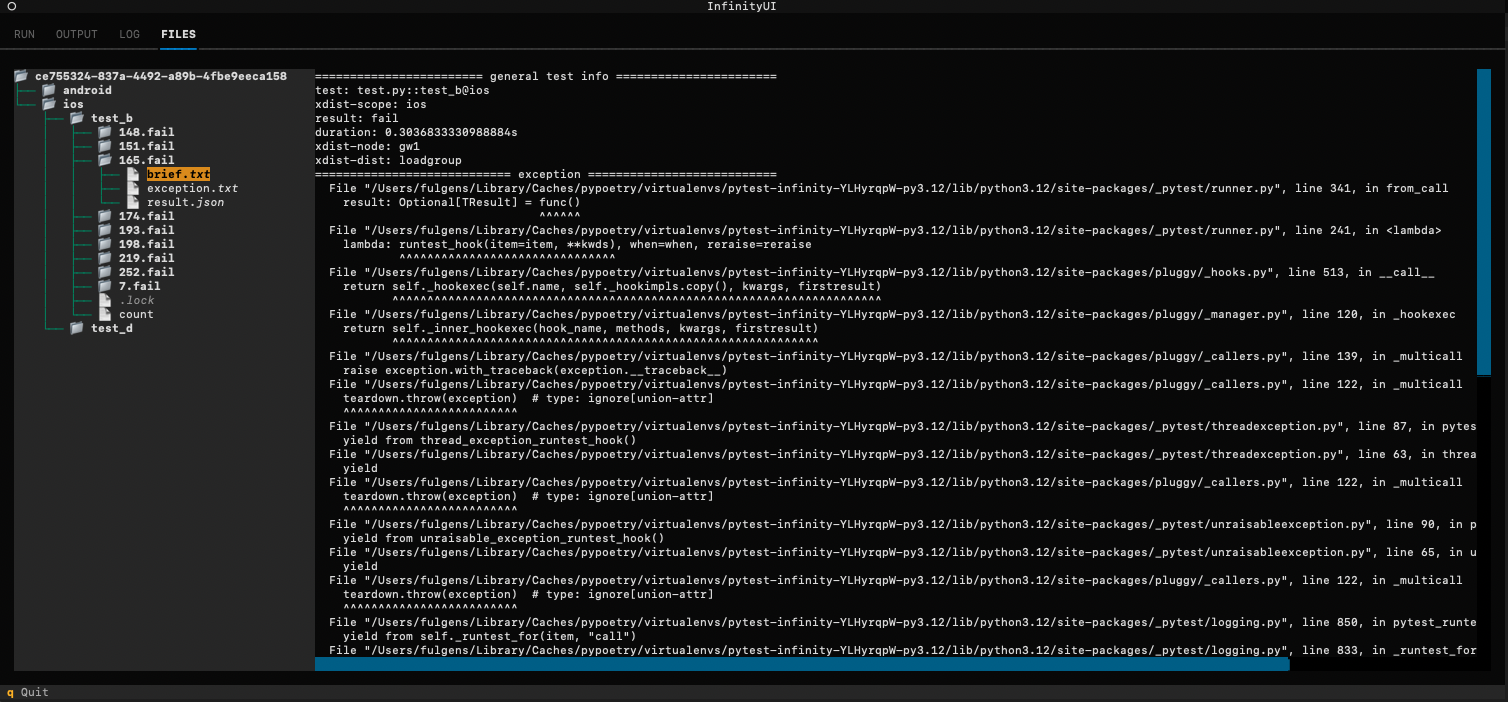 InfinityUI
RUN OUTPUT LOG FILES
ce755324-837a-4492-a89b-4fbe9eeca158
android
ios
test_b
148.fail
151.fail
165.fail
brief.txt
exception.txt
result.json
174.fail
193.fail
198.fail
219.fail
252.fail
7.fail
.lock
count
test_d
======================== general test info =======================
test: test.py::test_b@ios
xdist-scope: ios
result: fail
duration: 0.3036833330988884s
xdist-node: gw1
xdist-dist: loadgroup
============================ exception ===========================
File "/Users/fulgens/Library/Caches/pypoetry/virtualenvs/pytest-infinity-YLHyrqpW-py3.12/lib/python3.12/site-packages/_pytest/runner.py", line 341, in from_call
result: Optional[TResult] = func()
^^^^^^
File "/Users/fulgens/Library/Caches/pypoetry/virtualenvs/pytest-infinity-YLHyrqpW-py3.12/lib/python3.12/site-packages/_pytest/runner.py", line 241, in <lambda>
lambda: runtest_hook(item=item, **kwds), when=when, reraise=reraise
^^^^^^^^^^^^^^^^^^^^^^^^^^^^^^^
File "/Users/fulgens/Library/Caches/pypoetry/virtualenvs/pytest-infinity-YLHyrqpW-py3.12/lib/python3.12/site-packages/pluggy/_hooks.py", line 513, in __call__
return self._hookexec(self.name, self._hookimpls.copy(), kwargs, firstresult)
^^^^^^^^^^^^^^^^^^^^^^^^^^^^^^^^^^^^^^^^^^^^^^^^^^^^^^^^^^^^^^^^^^^^^^
File "/Users/fulgens/Library/Caches/pypoetry/virtualenvs/pytest-infinity-YLHyrqpW-py3.12/lib/python3.12/site-packages/pluggy/_manager.py", line 120, in _hookexec
return self._inner_hookexec(hook_name, methods, kwargs, firstresult)
^^^^^^^^^^^^^^^^^^^^^^^^^^^^^^^^^^^^^^^^^^^^^^^^^^^^^^^^^^^^^
File "/Users/fulgens/Library/Caches/pypoetry/virtualenvs/pytest-infinity-YLHyrqpW-py3.12/lib/python3.12/site-packages/pluggy/_callers.py", line 139, in _multicall
raise exception.with_traceback(exception.__traceback__)
File "/Users/fulgens/Library/Caches/pypoetry/virtualenvs/pytest-infinity-YLHyrqpW-py3.12/lib/python3.12/site-packages/pluggy/_callers.py", line 122, in _multicall
teardown.throw(exception)  # type: ignore[union-attr]
^^^^^^^^^^^^^^^^^^^^^^^^^
File "/Users/fulgens/Library/Caches/pypoetry/virtualenvs/pytest-infinity-YLHyrqpW-py3.12/lib/python3.12/site-packages/_pytest/threadexception.py", line 87, in pytes
yield from thread_exception_runtest_hook()
File "/Users/fulgens/Library/Caches/pypoetry/virtualenvs/pytest-infinity-YLHyrqpW-py3.12/lib/python3.12/site-packages/_pytest/threadexception.py", line 63, in threa
yield
File "/Users/fulgens/Library/Caches/pypoetry/virtualenvs/pytest-infinity-YLHyrqpW-py3.12/lib/python3.12/site-packages/pluggy/_callers.py", line 122, in _multicall
teardown.throw(exception)  # type: ignore[union-attr]
^^^^^^^^^^^^^^^^^^^^^^^^^
File "/Users/fulgens/Library/Caches/pypoetry/virtualenvs/pytest-infinity-YLHyrqpW-py3.12/lib/python3.12/site-packages/_pytest/unraisableexception.py", line 90, in p
yield from unraisable_exception_runtest_hook()
File "/Users/fulgens/Library/Caches/pypoetry/virtualenvs/pytest-infinity-YLHyrqpW-py3.12/lib/python3.12/site-packages/_pytest/unraisableexception.py", line 65, in u
yield
File "/Users/fulgens/Library/Caches/pypoetry/virtualenvs/pytest-infinity-YLHyrqpW-py3.12/lib/python3.12/site-packages/pluggy/_callers.py", line 122, in _multicall
teardown.throw(exception)  # type: ignore[union-attr]
^^^^^^^^^^^^^^^^^^^^^^^^^
File "/Users/fulgens/Library/Caches/pypoetry/virtualenvs/pytest-infinity-YLHyrqpW-py3.12/lib/python3.12/site-packages/_pytest/logging.py", line 850, in pytest_runte
yield from self._runtest_for(item, "call")
File "/Users/fulgens/Library/Caches/pypoetry/virtualenvs/pytest-infinity-YLHyrqpW-py3.12/lib/python3.12/site-packages/_pytest/logging.py", line 833, in _runtest_for
q Quit